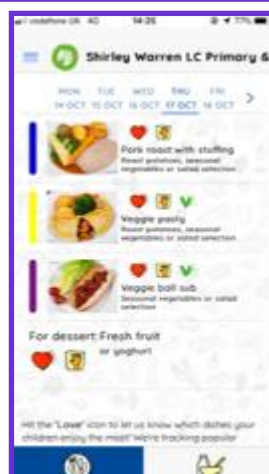 vodafone UK 4G 14:25 77%
Shirley Warren LC Primary &
MON TUE WED THU FRI
14 OCT 15 OCT 16 OCT 17 OCT 18 OCT
Pork roast with stuffing
Roast potatoes, seasonal
vegetables or salad selection
Veggie pasty
Roast potatoes, seasonal
vegetables or salad selection
Veggie ball sub
Seasonal vegetables or salad
selection
For dessert: Fresh fruit
or yoghurt
Hit the "Love" icon to let us know which dishes your
children enjoy the most! We're tracking popular